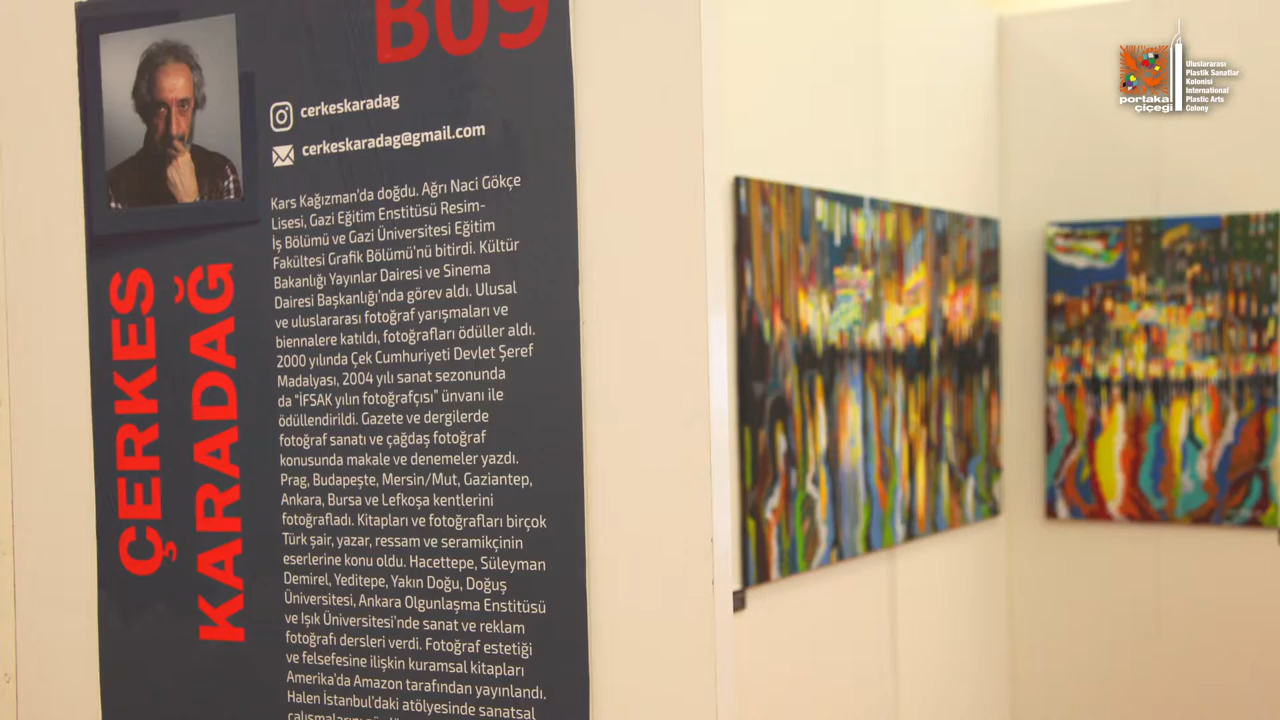 B09
cerkeskaradag
cerkeskaradag@gmail.com
Kars Kağızman'da doğdu. Ağrı Naci Gökçe
Lisesi, Gazi Eğitim Enstitüsü Resim-
İş Bölümü ve Gazi Üniversitesi Eğitim
Fakültesi Grafik Bölümü'nü bitirdi. Kültür
Bakanlığı Yayınlar Dairesi ve Sinema
Dairesi Başkanlığı'nda görev aldı. Ulusal
ve uluslararası fotoğraf yarışmaları ve
biennalere katıldı, fotoğrafları ödüller aldı.
2000 yılında Çek Cumhuriyeti Devlet Şeref
Madalyası, 2004 yılı sanat sezonunda
da "İFSAK yılın fotoğrafçısı" ünvanı ile
ödüllendirildi. Gazete ve dergilerde
fotoğraf sanatı ve çağdaş fotoğraf
konusunda makale ve denemeler yazdı.
Prag, Budapeşte, Mersin/Mut, Gaziantep,
Ankara, Bursa ve Lefkoşa kentlerini
fotoğrafladı. Kitapları ve fotoğrafları birçok
Türk şair, yazar, ressam ve seramikçinin
eserlerine konu oldu. Hacettepe, Süleyman
Demirel, Yeditepe, Yakın Doğu, Doğuş
Üniversitesi, Ankara Olgunlaşma Enstitüsü
ve Işık Üniversitesi'nde sanat ve reklam
fotoğrafı dersleri verdi. Fotoğraf estetiği
ve felsefesine ilişkin kuramsal kitapları
Amerika'da Amazon tarafından yayınlandı.
Halen İstanbul'daki atölyesinde sanatsal
ÇERKES
KARADAĞ
portakal
çiçeği
Uluslararası
Plastik Sanatlar
Kolonisi
International
Plastic Arts
Colony